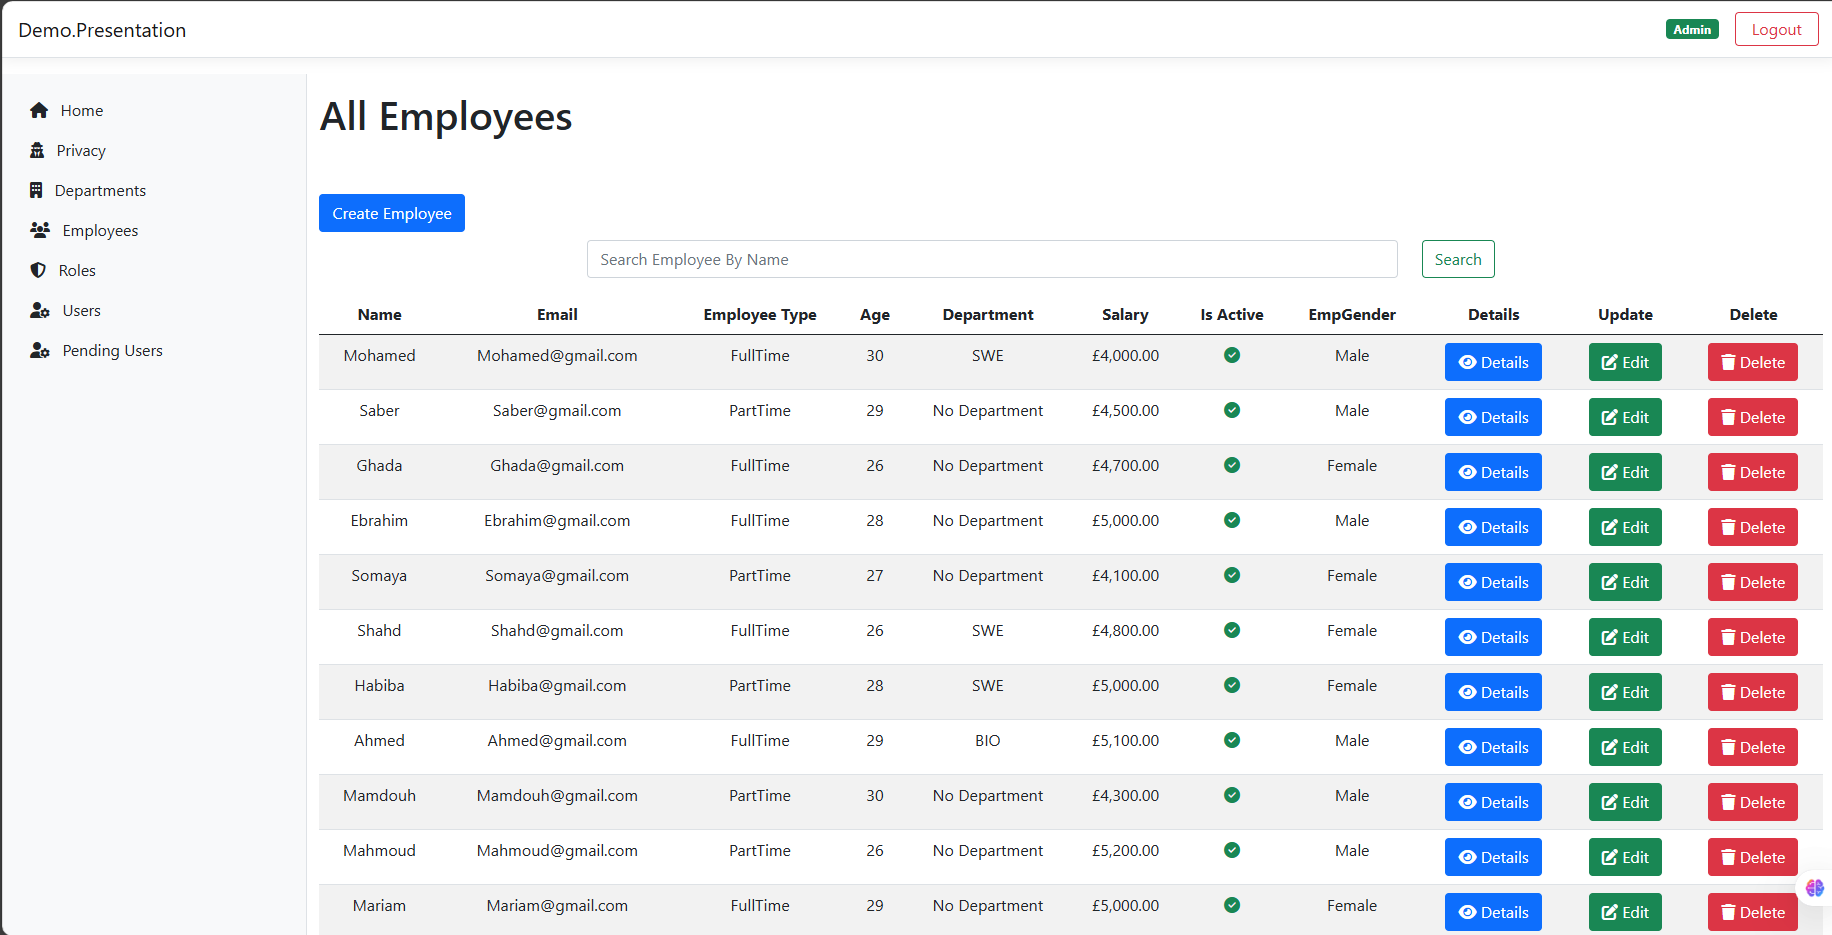 Demo.Presentation
Admin
Logout
Home
Privacy
Departments
Employees
Roles
Users
Pending Users
All Employees
Create Employee
Search Employee By Name
Search
Name Email Employee Type Age Department Salary Is Active EmpGender Details Update Delete
Mohamed Mohamed@gmail.com FullTime 30 SWE £4,000.00 Male Details Edit Delete
Saber Saber@gmail.com PartTime 29 No Department £4,500.00 Male Details Edit Delete
Ghada Ghada@gmail.com FullTime 26 No Department £4,700.00 Female Details Edit Delete
Ebrahim Ebrahim@gmail.com FullTime 28 No Department £5,000.00 Male Details Edit Delete
Somaya Somaya@gmail.com PartTime 27 No Department £4,100.00 Female Details Edit Delete
Shahd Shahd@gmail.com FullTime 26 SWE £4,800.00 Female Details Edit Delete
Habiba Habiba@gmail.com PartTime 28 SWE £5,000.00 Female Details Edit Delete
Ahmed Ahmed@gmail.com FullTime 29 BIO £5,100.00 Male Details Edit Delete
Mamdouh Mamdouh@gmail.com PartTime 30 No Department £4,300.00 Male Details Edit Delete
Mahmoud Mahmoud@gmail.com PartTime 26 No Department £5,200.00 Male Details Edit Delete
Mariam Mariam@gmail.com FullTime 29 No Department £5,000.00 Female Details Edit Delete